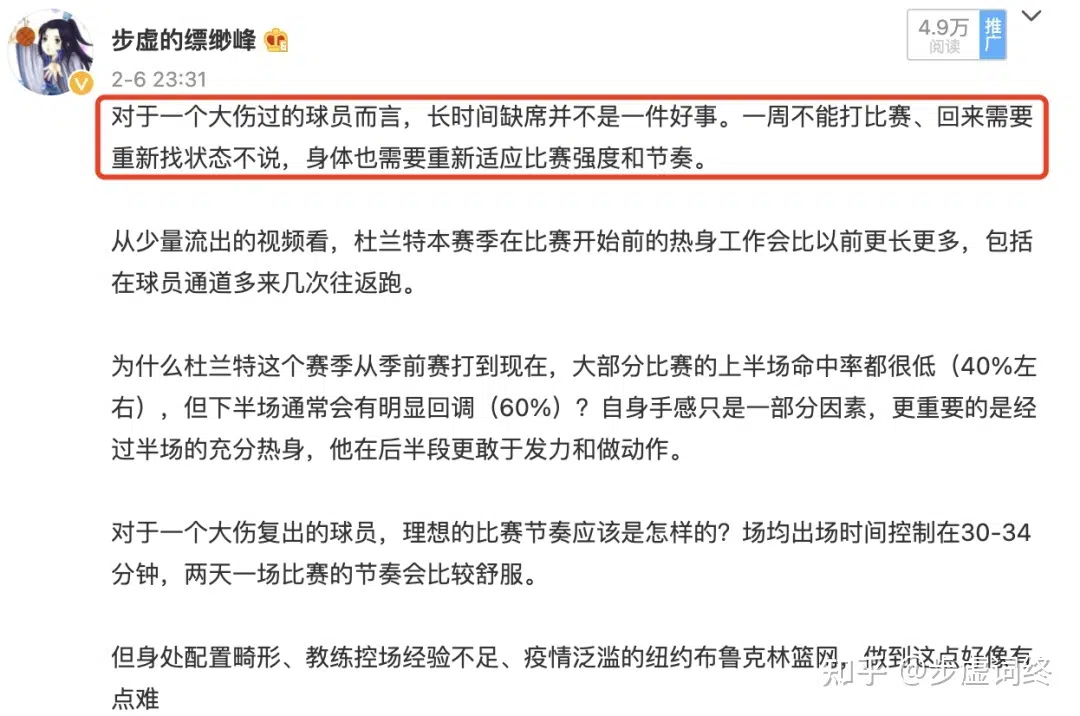 步虚的缥缈峰
4.9万
阅读
推广
2-6 23:31
对于一个大伤过的球员而言，长时间缺席并不是一件好事。一周不能打比赛、回来需要
重新找状态不说，身体也需要重新适应比赛强度和节奏。
从少量流出的视频看，杜兰特本赛季在比赛开始前的热身工作会比以前更长更多，包括
在球员通道多来几次往返跑。
为什么杜兰特这个赛季从季前赛打到现在，大部分比赛的上半场命中率都很低（40%左
右），但下半场通常会有明显回调（60%）？自身手感只是一部分因素，更重要的是经
过半场的充分热身，他在后半段更敢于发力和做动作。
对于一个大伤复出的球员，理想的比赛节奏应该是怎样的？场均出场时间控制在30-34
分钟，两天一场比赛的节奏会比较舒服。
但身处配置畸形、教练控场经验不足、疫情泛滥的纽约布鲁克林篮网，做到这点好像有
点难
知乎 @步虚词终